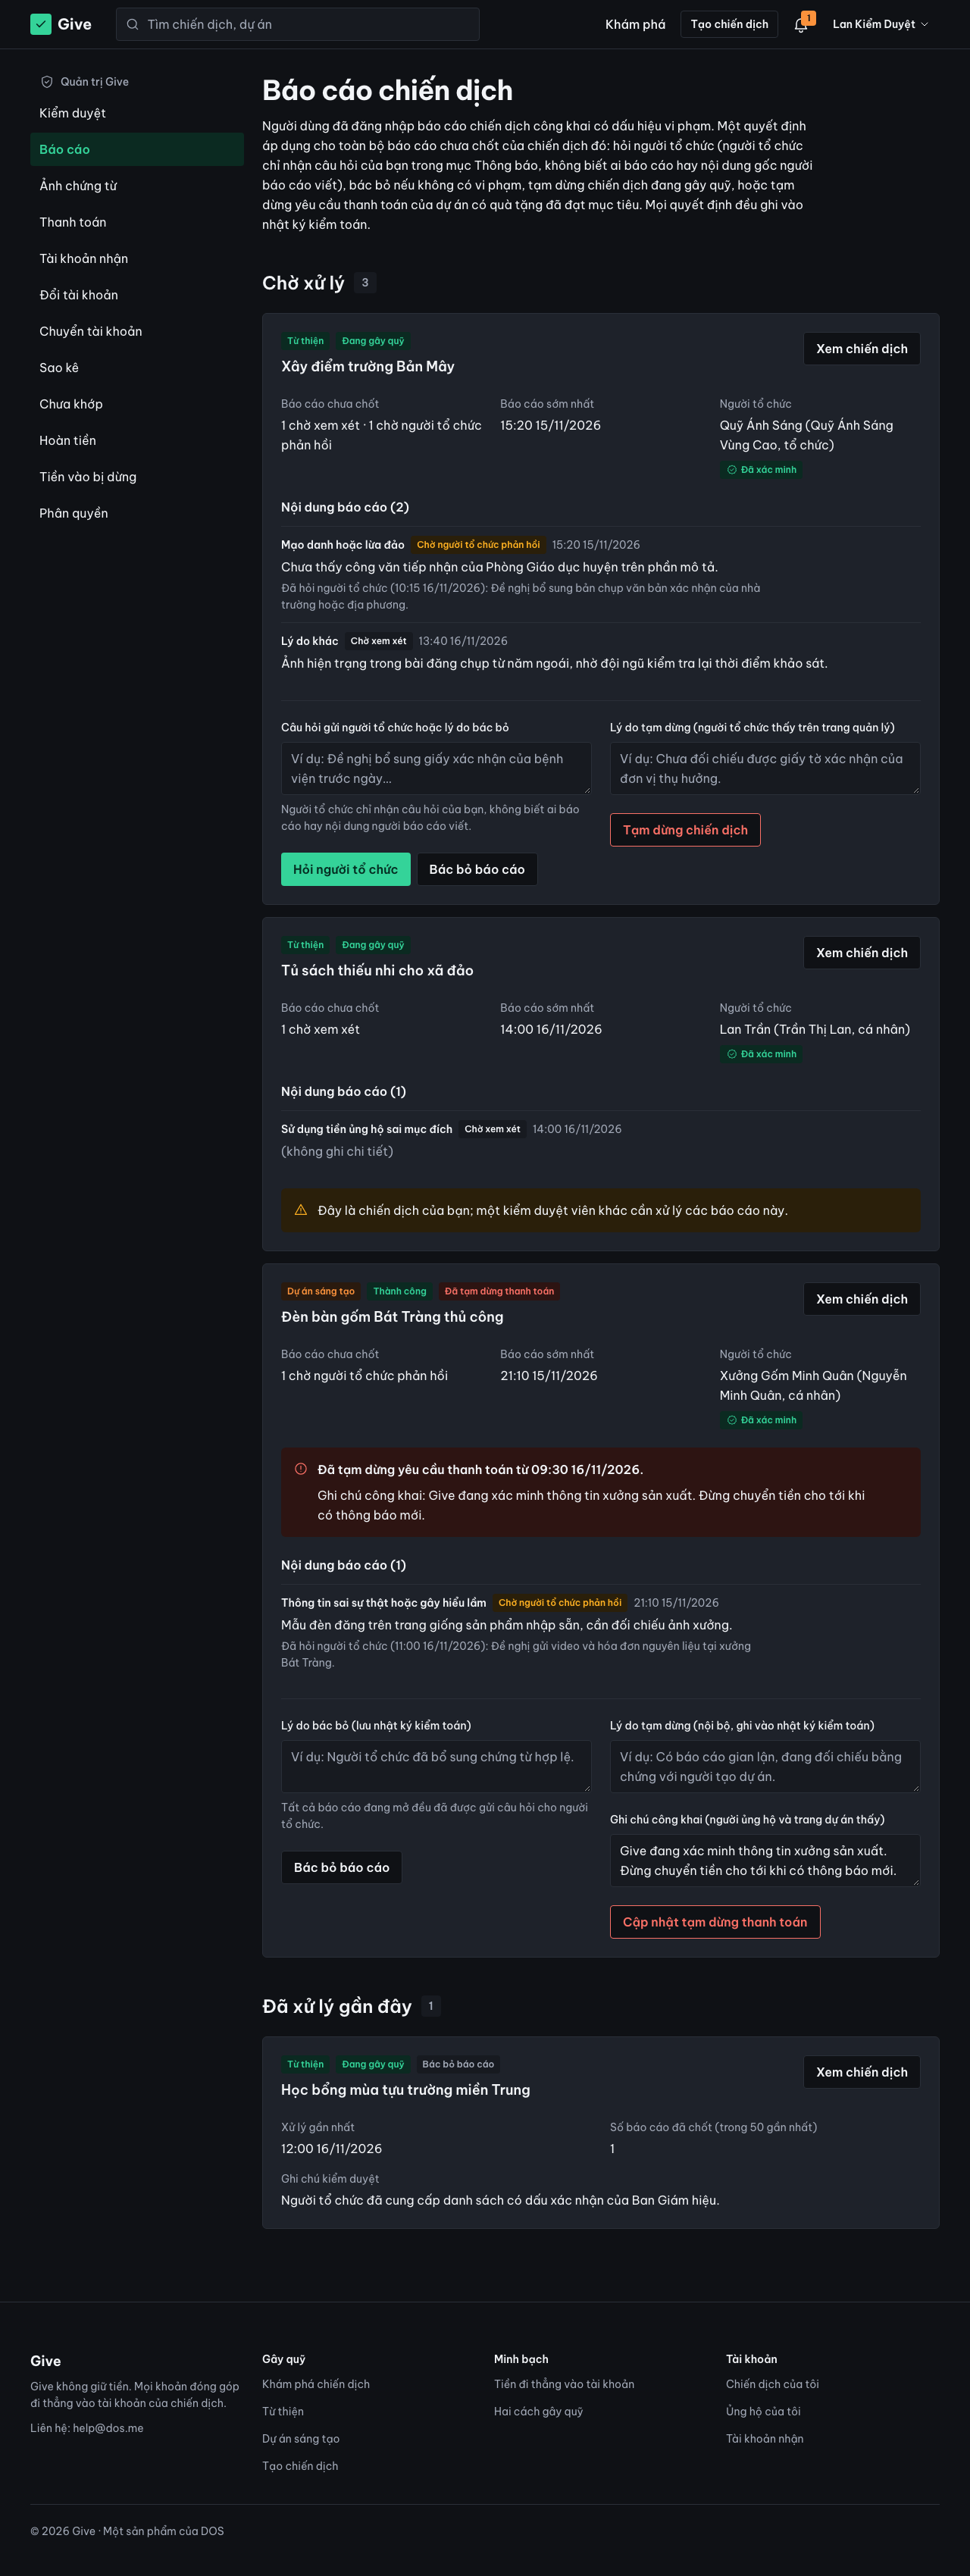 Give
Tìm chiến dịch, dự án
Khám phá
Tạo chiến dịch
1
Lan Kiểm Duyệt
Quản trị Give
Kiểm duyệt
Báo cáo
Ảnh chứng từ
Thanh toán
Tài khoản nhận
Đổi tài khoản
Chuyển tài khoản
Sao kê
Chưa khớp
Hoàn tiền
Tiền vào bị dừng
Phân quyền
Báo cáo chiến dịch
Người dùng đã đăng nhập báo cáo chiến dịch công khai có dấu hiệu vi phạm. Một quyết định
áp dụng cho toàn bộ báo cáo chưa chốt của chiến dịch đó: hỏi người tổ chức (người tổ chức
chỉ nhận câu hỏi của bạn trong mục Thông báo, không biết ai báo cáo hay nội dung gốc người
báo cáo viết), bác bỏ nếu không có vi phạm, tạm dừng chiến dịch đang gây quỹ, hoặc tạm
dừng yêu cầu thanh toán của dự án có quà tặng đã đạt mục tiêu. Mọi quyết định đều ghi vào
nhật ký kiểm toán.
Chờ xử lý 3
Từ thiện Đang gây quỹ
Xây điểm trường Bản Mây
Xem chiến dịch
Báo cáo chưa chốt
1 chờ xem xét · 1 chờ người tổ chức
phản hồi
Báo cáo sớm nhất
15:20 15/11/2026
Người tổ chức
Quỹ Ánh Sáng (Quỹ Ánh Sáng
Vùng Cao, tổ chức)
Đã xác minh
Nội dung báo cáo (2)
Mạo danh hoặc lừa đảo Chờ người tổ chức phản hồi 15:20 15/11/2026
Chưa thấy công văn tiếp nhận của Phòng Giáo dục huyện trên phần mô tả.
Đã hỏi người tổ chức (10:15 16/11/2026): Đề nghị bổ sung bản chụp văn bản xác nhận của nhà
trường hoặc địa phương.
Lý do khác Chờ xem xét 13:40 16/11/2026
Ảnh hiện trạng trong bài đăng chụp từ năm ngoái, nhờ đội ngũ kiểm tra lại thời điểm khảo sát.
Câu hỏi gửi người tổ chức hoặc lý do bác bỏ
Ví dụ: Đề nghị bổ sung giấy xác nhận của bệnh
viện trước ngày…
Người tổ chức chỉ nhận câu hỏi của bạn, không biết ai báo
cáo hay nội dung người báo cáo viết.
Hỏi người tổ chức
Bác bỏ báo cáo
Lý do tạm dừng (người tổ chức thấy trên trang quản lý)
Ví dụ: Chưa đối chiếu được giấy tờ xác nhận của
đơn vị thụ hưởng.
Tạm dừng chiến dịch
Từ thiện Đang gây quỹ
Tủ sách thiếu nhi cho xã đảo
Xem chiến dịch
Báo cáo chưa chốt
1 chờ xem xét
Báo cáo sớm nhất
14:00 16/11/2026
Người tổ chức
Lan Trần (Trần Thị Lan, cá nhân)
Đã xác minh
Nội dung báo cáo (1)
Sử dụng tiền ủng hộ sai mục đích Chờ xem xét 14:00 16/11/2026
(không ghi chi tiết)
Đây là chiến dịch của bạn; một kiểm duyệt viên khác cần xử lý các báo cáo này.
Dự án sáng tạo Thành công Đã tạm dừng thanh toán
Đèn bàn gốm Bát Tràng thủ công
Xem chiến dịch
Báo cáo chưa chốt
1 chờ người tổ chức phản hồi
Báo cáo sớm nhất
21:10 15/11/2026
Người tổ chức
Xưởng Gốm Minh Quân (Nguyễn
Minh Quân, cá nhân)
Đã xác minh
Đã tạm dừng yêu cầu thanh toán từ 09:30 16/11/2026.
Ghi chú công khai: Give đang xác minh thông tin xưởng sản xuất. Đừng chuyển tiền cho tới khi
có thông báo mới.
Nội dung báo cáo (1)
Thông tin sai sự thật hoặc gây hiểu lầm Chờ người tổ chức phản hồi 21:10 15/11/2026
Mẫu đèn đăng trên trang giống sản phẩm nhập sẵn, cần đối chiếu ảnh xưởng.
Đã hỏi người tổ chức (11:00 16/11/2026): Đề nghị gửi video và hóa đơn nguyên liệu tại xưởng
Bát Tràng.
Lý do bác bỏ (lưu nhật ký kiểm toán)
Ví dụ: Người tổ chức đã bổ sung chứng từ hợp lệ.
Tất cả báo cáo đang mở đều đã được gửi câu hỏi cho người
tổ chức.
Bác bỏ báo cáo
Lý do tạm dừng (nội bộ, ghi vào nhật ký kiểm toán)
Ví dụ: Có báo cáo gian lận, đang đối chiếu bằng
chứng với người tạo dự án.
Ghi chú công khai (người ủng hộ và trang dự án thấy)
Give đang xác minh thông tin xưởng sản xuất.
Đừng chuyển tiền cho tới khi có thông báo mới.
Cập nhật tạm dừng thanh toán
Đã xử lý gần đây 1
Từ thiện Đang gây quỹ Bác bỏ báo cáo
Học bổng mùa tựu trường miền Trung
Xem chiến dịch
Xử lý gần nhất
12:00 16/11/2026
Số báo cáo đã chốt (trong 50 gần nhất)
1
Ghi chú kiểm duyệt
Người tổ chức đã cung cấp danh sách có dấu xác nhận của Ban Giám hiệu.
Give
Give không giữ tiền. Mọi khoản đóng góp
đi thẳng vào tài khoản của chiến dịch.
Liên hệ: help@dos.me
Gây quỹ
Khám phá chiến dịch
Từ thiện
Dự án sáng tạo
Tạo chiến dịch
Minh bạch
Tiền đi thẳng vào tài khoản
Hai cách gây quỹ
Tài khoản
Chiến dịch của tôi
Ủng hộ của tôi
Tài khoản nhận
© 2026 Give · Một sản phẩm của DOS